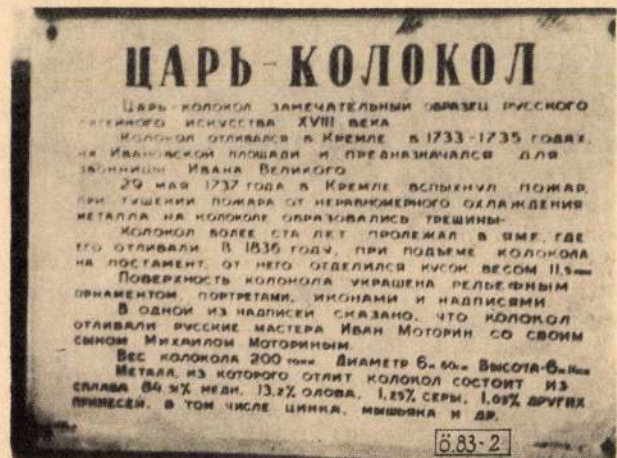 ЦАРЬ-КОЛОКОЛ
ЦАРЬ-КОЛОКОЛ ЗАМЕЧАТЕЛЬНЫЙ ОБРАЗЕЦ РУССКОГО
ЛИТЕЙНОГО ИСКУССТВА XVIII ВЕКА
КОЛОКОЛ ОТЛИВАЛСЯ В КРЕМЛЕ В 1733-1735 ГОДАХ,
НА ИВАНОВСКОЙ ПЛОЩАДИ И ПРЕДНАЗНАЧАЛСЯ ДЛЯ
ЗВОННИЦЫ ИВАНА ВЕЛИКОГО
29 МАЯ 1737 ГОДА В КРЕМЛЕ ВСПЫХНУЛ ПОЖАР,
ПРИ ТУШЕНИИ ПОЖАРА ОТ НЕРАВНОМЕРНОГО ОХЛАЖДЕНИЯ
МЕТАЛЛА НА КОЛОКОЛЕ ОБРАЗОВАЛИСЬ ТРЕЩИНЫ-
КОЛОКОЛ БОЛЕЕ СТА ЛЕТ ПРОЛЕЖАЛ В ЯМЕ, ГДЕ
ЕГО ОТЛИВАЛИ. В 1836 ГОДУ, ПРИ ПОДЪЕМЕ КОЛОКОЛА
НА ПОСТАМЕНТ, ОТ НЕГО ОТДЕЛИЛСЯ КУСОК ВЕСОМ 11,5
ПОВЕРХНОСТЬ КОЛОКОЛА УКРАШЕНА РЕЛЬЕФНЫМ
ОРНАМЕНТОМ, ПОРТРЕТАМИ, ИКОНАМИ И НАДПИСЯМИ
В ОДНОЙ ИЗ НАДПИСЕЙ СКАЗАНО, ЧТО КОЛОКОЛ
ОТЛИВАЛИ РУССКИЕ МАСТЕРА ИВАН МОТОРИН СО СВОИМ
СЫНОМ МИХАИЛОМ МОТОРИНЫМ
ВЕС КОЛОКОЛА 200 ТОНН ДИАМЕТР 6м 60см ВЫСОТА-6м
МЕТАЛЛ, ИЗ КОТОРОГО ОТЛИТ КОЛОКОЛ СОСТОИТ ИЗ
СПЛАВА 84,51% МЕДИ, 13,2% ОЛОВА, 1,25% СЕРЫ, 1,03% ДРУГИХ
ПРИМЕСЕЙ, В ТОМ ЧИСЛЕ ЦИНКА, МЫШЬЯКА И ДР.
ö.83-2